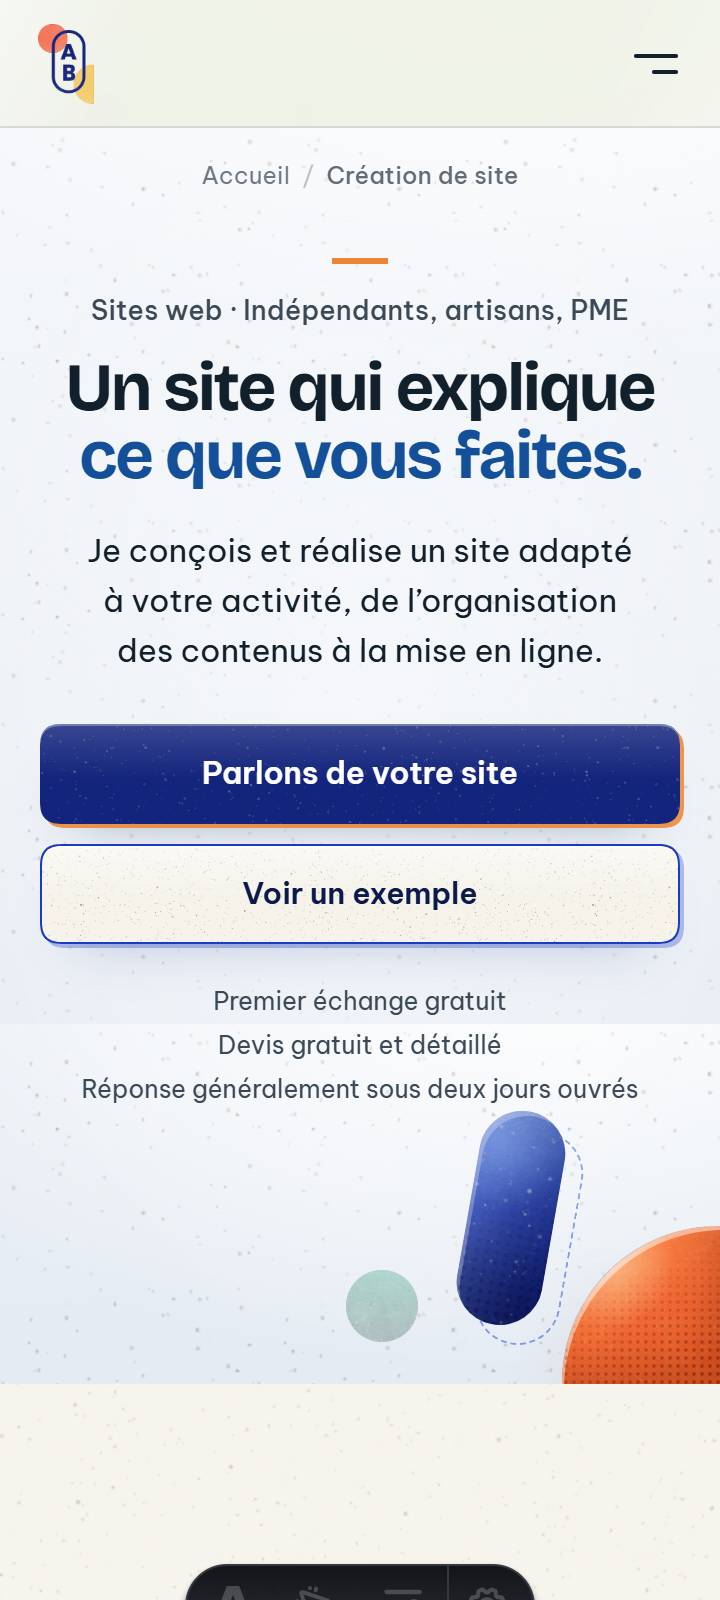 A
B
Accueil / Création de site
Sites web · Indépendants, artisans, PME
Un site qui explique
ce que vous faites.
Je conçois et réalise un site adapté
à votre activité, de l’organisation
des contenus à la mise en ligne.
Parlons de votre site
Voir un exemple
Premier échange gratuit
Devis gratuit et détaillé
Réponse généralement sous deux jours ouvrés